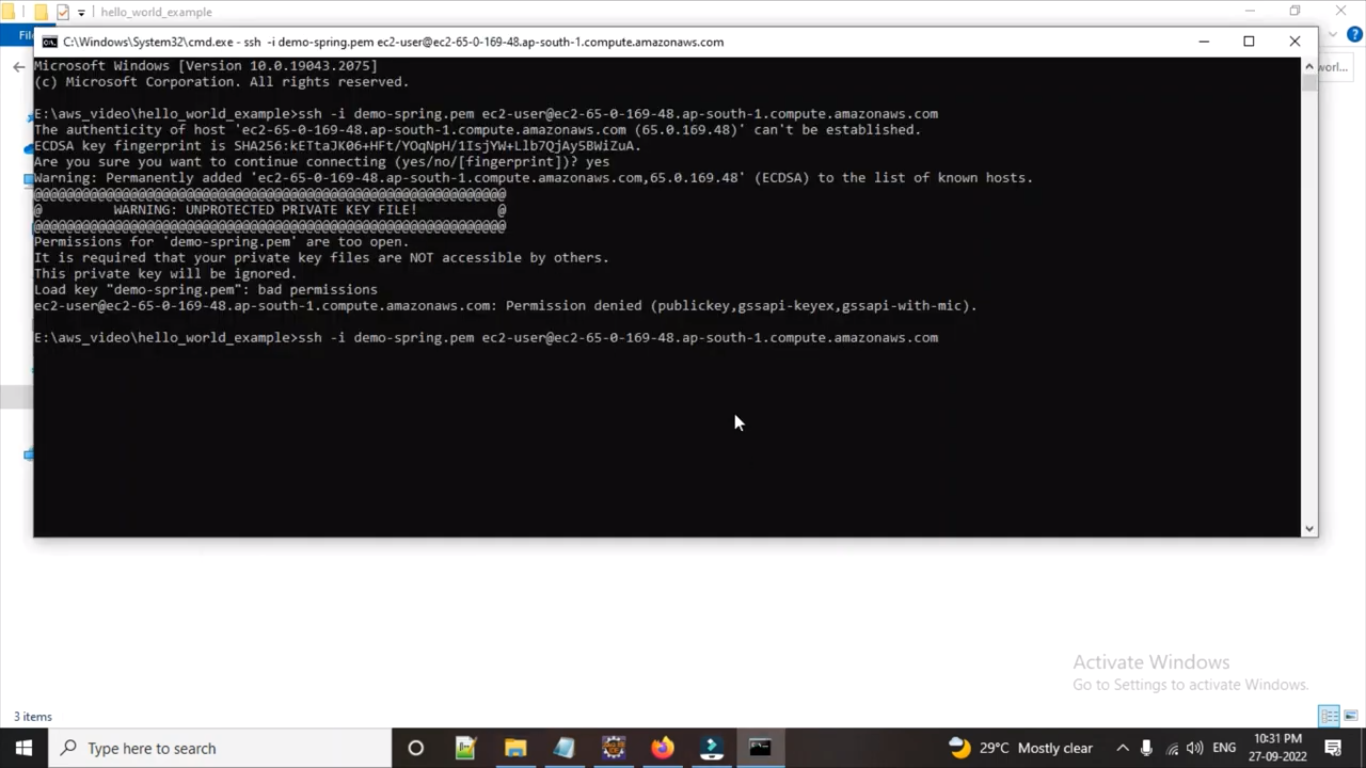 hello_world_example
File
C:\Windows\System32\cmd.exe - ssh -i demo-spring.pem ec2-user@ec2-65-0-169-48.ap-south-1.compute.amazonaws.com
worl...
Microsoft Windows [Version 10.0.19043.2075]
(c) Microsoft Corporation. All rights reserved.
E:\aws_video\hello_world_example>ssh -i demo-spring.pem ec2-user@ec2-65-0-169-48.ap-south-1.compute.amazonaws.com
The authenticity of host 'ec2-65-0-169-48.ap-south-1.compute.amazonaws.com (65.0.169.48)' can't be established.
ECDSA key fingerprint is SHA256:kETtaJK06+HFt/YOqNpH/1IsjYW+Llb7QjAy5BWiZuA.
Are you sure you want to continue connecting (yes/no/[fingerprint])? yes
Warning: Permanently added 'ec2-65-0-169-48.ap-south-1.compute.amazonaws.com,65.0.169.48' (ECDSA) to the list of known hosts.
@@@@@@@@@@@@@@@@@@@@@@@@@@@@@@@@@@@@@@@@@@@@@@@@@@@@@@@@@@@
@ WARNING: UNPROTECTED PRIVATE KEY FILE! @
@@@@@@@@@@@@@@@@@@@@@@@@@@@@@@@@@@@@@@@@@@@@@@@@@@@@@@@@@@@
Permissions for 'demo-spring.pem' are too open.
It is required that your private key files are NOT accessible by others.
This private key will be ignored.
Load key "demo-spring.pem": bad permissions
ec2-user@ec2-65-0-169-48.ap-south-1.compute.amazonaws.com: Permission denied (publickey,gssapi-keyex,gssapi-with-mic).
E:\aws_video\hello_world_example>ssh -i demo-spring.pem ec2-user@ec2-65-0-169-48.ap-south-1.compute.amazonaws.com
Activate Windows
Go to Settings to activate Windows.
3 items
Type here to search
29°C Mostly clear
ENG
10:31 PM
27-09-2022